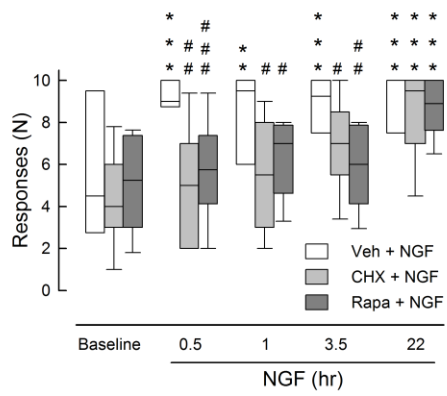 * # * * * *
* # # * * # * * *
* # # * # # * # # * * *
10
8
6
4
2
0
Responses (N)
Veh + NGF
CHX + NGF
Rapa + NGF
Baseline
0.5 1 3.5 22
NGF (hr)